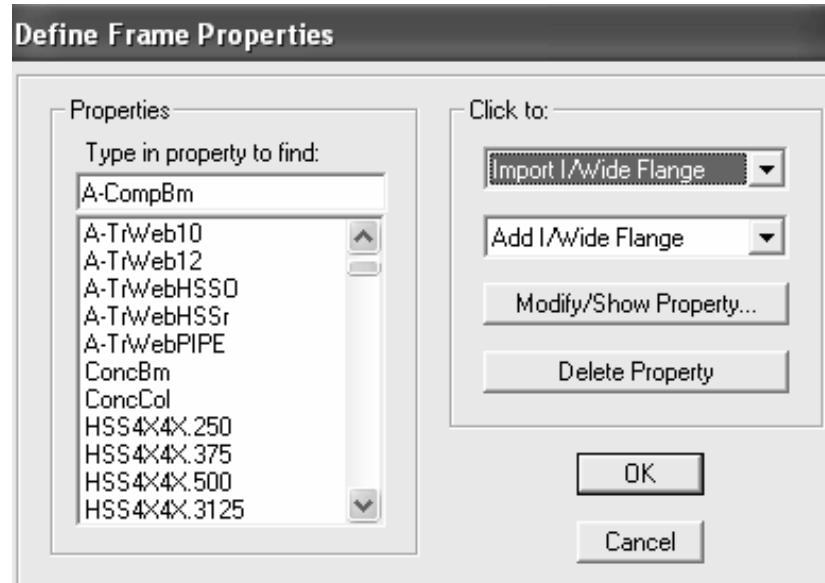 Define Frame Properties
Properties
Type in property to find:
A-CompBm
A-TrWeb10
A-TrWeb12
A-TrWebHSSO
A-TrWebHSSr
A-TrWebPIPE
ConcBm
ConcCol
HSS4X4X.250
HSS4X4X.375
HSS4X4X.500
HSS4X4X.3125
Click to:
Import I/Wide Flange
Add I/Wide Flange
Modify/Show Property...
Delete Property
OK
Cancel